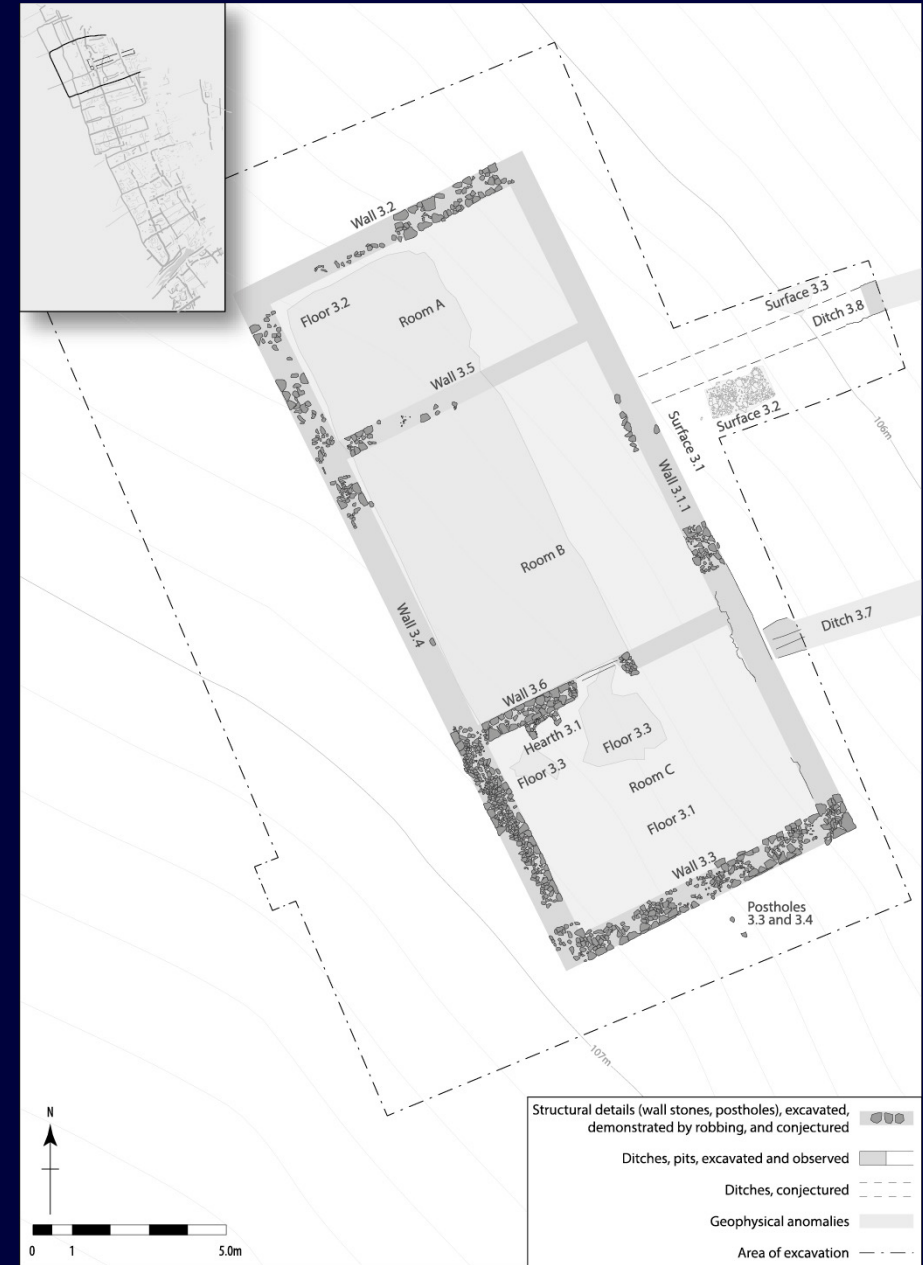 Wall 3.2
Floor 3.2
Room A
Surface 3.3
Ditch 3.8
Wall 3.5
Surface 3.2
Surface 3.1
106m
Wall 3.1.1
Room B
Wall 3.4
Ditch 3.7
Wall 3.6
Hearth 3.1
Floor 3.3
Floor 3.3
Room C
Floor 3.1
Wall 3.3
Postholes
3.3 and 3.4
107m
N
0 1 5.0m
Structural details (wall stones, postholes), excavated,
demonstrated by robbing, and conjectured
Ditches, pits, excavated and observed
Ditches, conjectured
Geophysical anomalies
Area of excavation